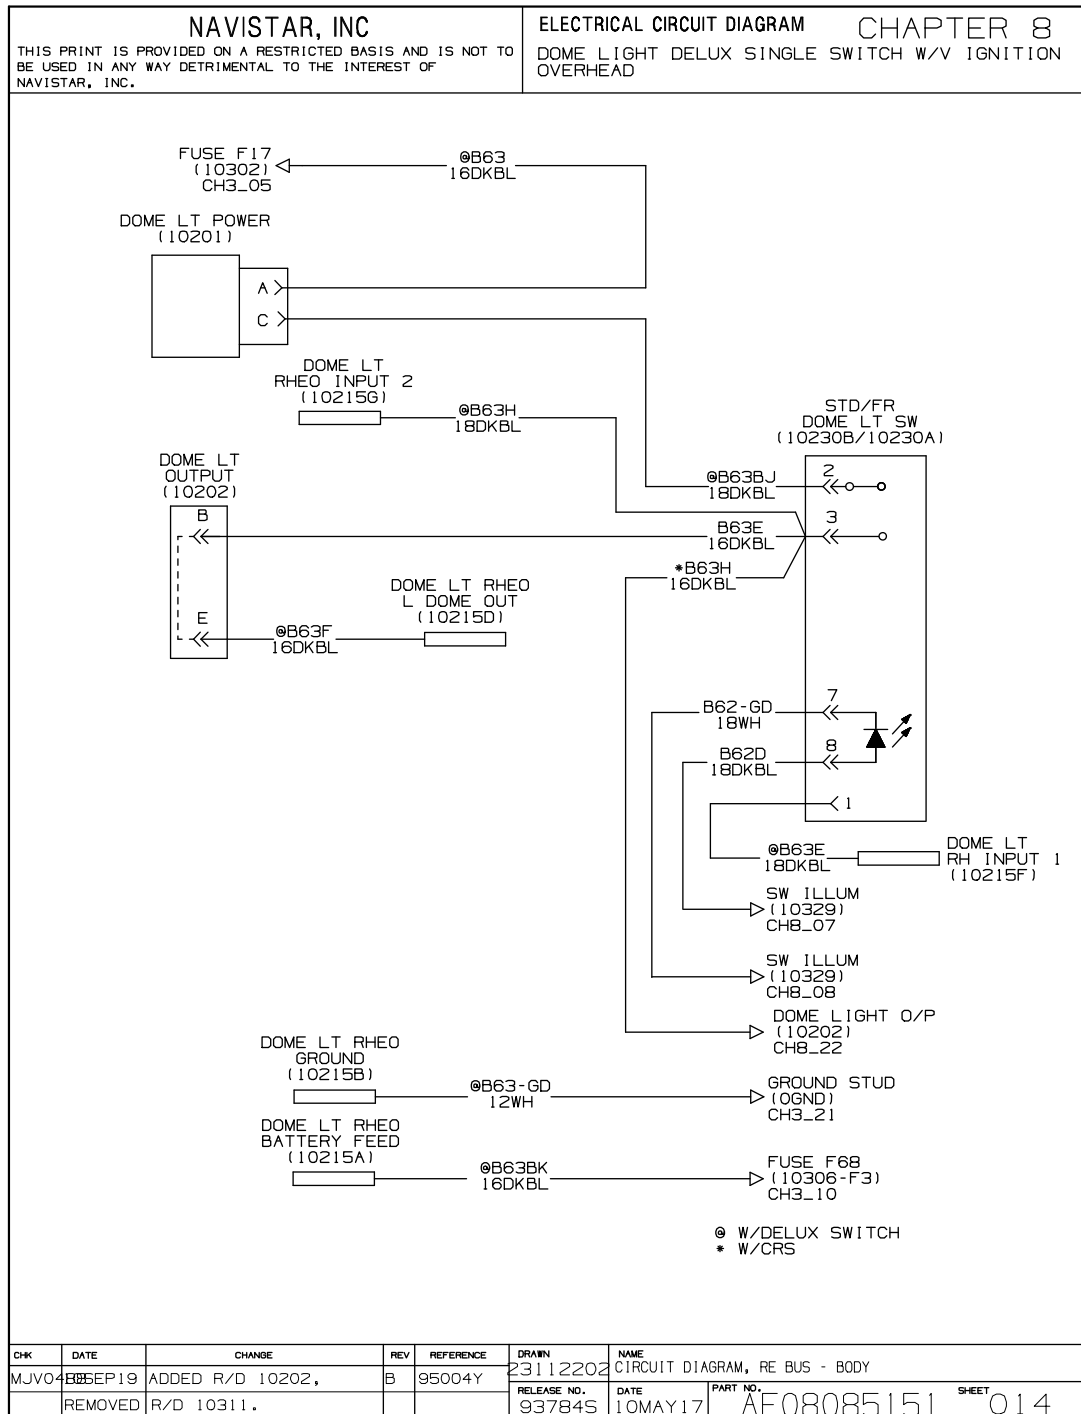 NAVISTAR, INC
THIS PRINT IS PROVIDED ON A RESTRICTED BASIS AND IS NOT TO
BE USED IN ANY WAY DETRIMENTAL TO THE INTEREST OF
NAVISTAR, INC.
ELECTRICAL CIRCUIT DIAGRAM CHAPTER 8
DOME LIGHT DELUX SINGLE SWITCH W/V IGNITION
OVERHEAD
FUSE F17
(10302)
CH3_05
@B63
16DKBL
DOME LT POWER
(10201)
A
C
DOME LT
RHEO INPUT 2
(10215G)
@B63H
18DKBL
STD/FR
DOME LT SW
(10230B/10230A)
DOME LT
OUTPUT
(10202)
B
E
@B63BJ
18DKBL
2
B63E
16DKBL
3
*B63H
16DKBL
DOME LT RHEO
L DOME OUT
(10215D)
@B63F
16DKBL
B62-GD
18WH
7
B62D
18DKBL
8
1
@B63E
18DKBL
DOME LT
RH INPUT 1
(10215F)
SW ILLUM
(10329)
CH8_07
SW ILLUM
(10329)
CH8_08
DOME LIGHT O/P
(10202)
CH8_22
DOME LT RHEO
GROUND
(10215B)
@B63-GD
12WH
GROUND STUD
(OGND)
CH3_21
DOME LT RHEO
BATTERY FEED
(10215A)
@B63BK
16DKBL
FUSE F68
(10306-F3)
CH3_10
@ W/DELUX SWITCH
* W/CRS
CHK DATE CHANGE REV REFERENCE DRAWN NAME
05SEP19 ADDED R/D 10202, B 95004Y 23112202 CIRCUIT DIAGRAM, RE BUS - BODY
REMOVED R/D 10311.
RELEASE NO. DATE PART NO. SHEET
93784S 10MAY17 AF08085151 014